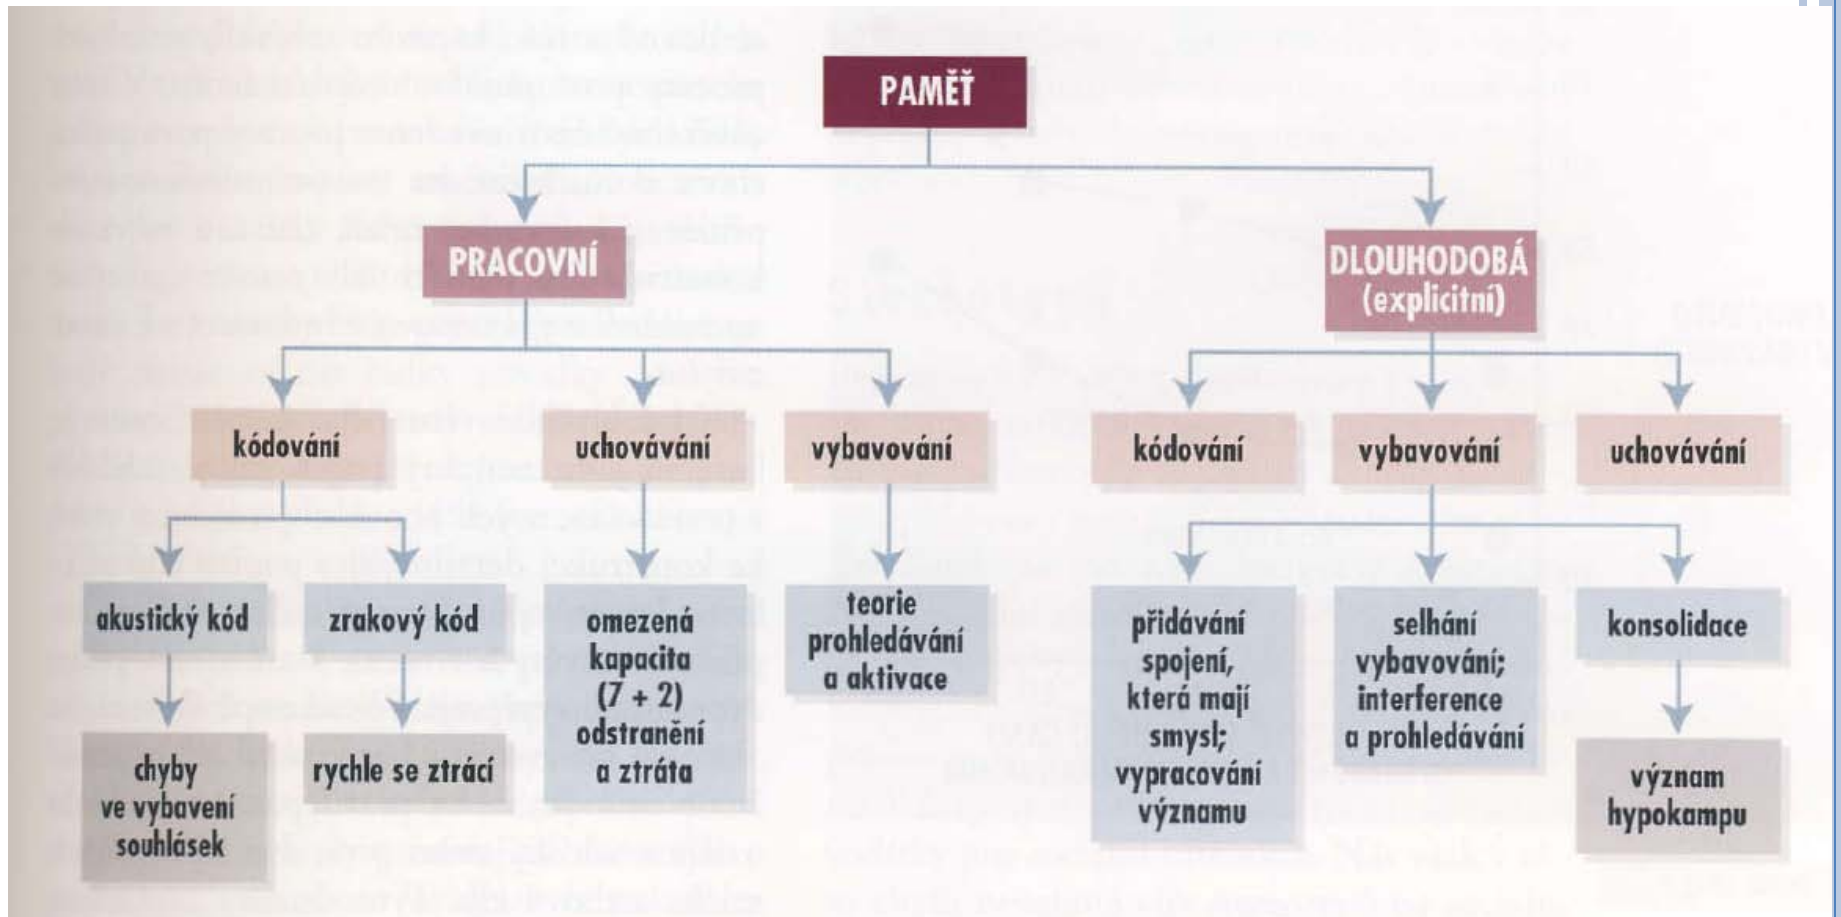 PAMĚŤ
PRACOVNÍ
DLOUHODOBÁ
(explicitní)
kódování
uchovávání
vybavování
kódování
vybavování
uchovávání
akustický kód
zrakový kód
omezená
kapacita
(7 + 2)
odstranění
a ztráta
teorie
prohledávání
a aktivace
přidávání
spojení,
která mají
smysl;
vypracování
významu
selhání
vybavování;
interference
a prohledávání
konsolidace
chyby
ve vybavení
souhlásek
rychle se ztrácí
význam
hypokampu